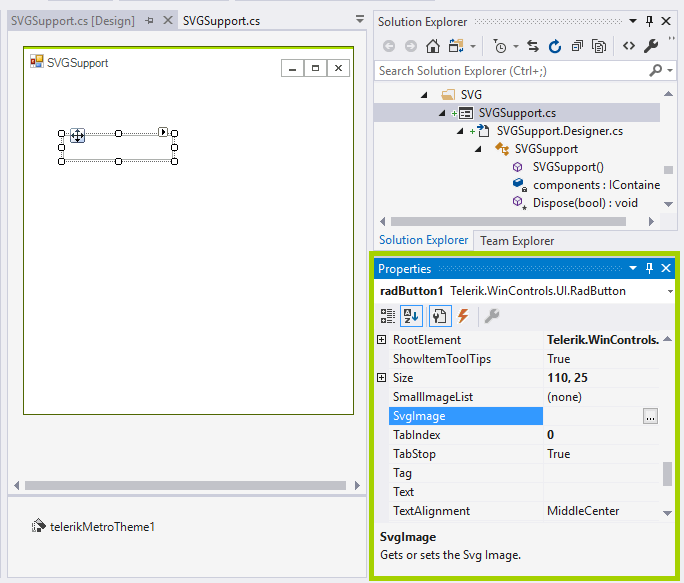 SVGSupport.cs [Design]
SVGSupport.cs
SVGSupport
telerikMetroTheme1
Solution Explorer
Search Solution Explorer (Ctrl+;)
SVG
SVGSupport.cs
SVGSupport.Designer.cs
SVGSupport
SVGSupport()
components : IContaine
Dispose(bool) : void
Solution Explorer
Team Explorer
Properties
radButton1 Telerik.WinControls.UI.RadButton
RootElement Telerik.WinControls.
ShowItemToolTips True
Size 110, 25
SmallImageList (none)
SvgImage ...
TabIndex 0
TabStop True
Tag
Text
TextAlignment MiddleCenter
SvgImage
Gets or sets the Svg Image.